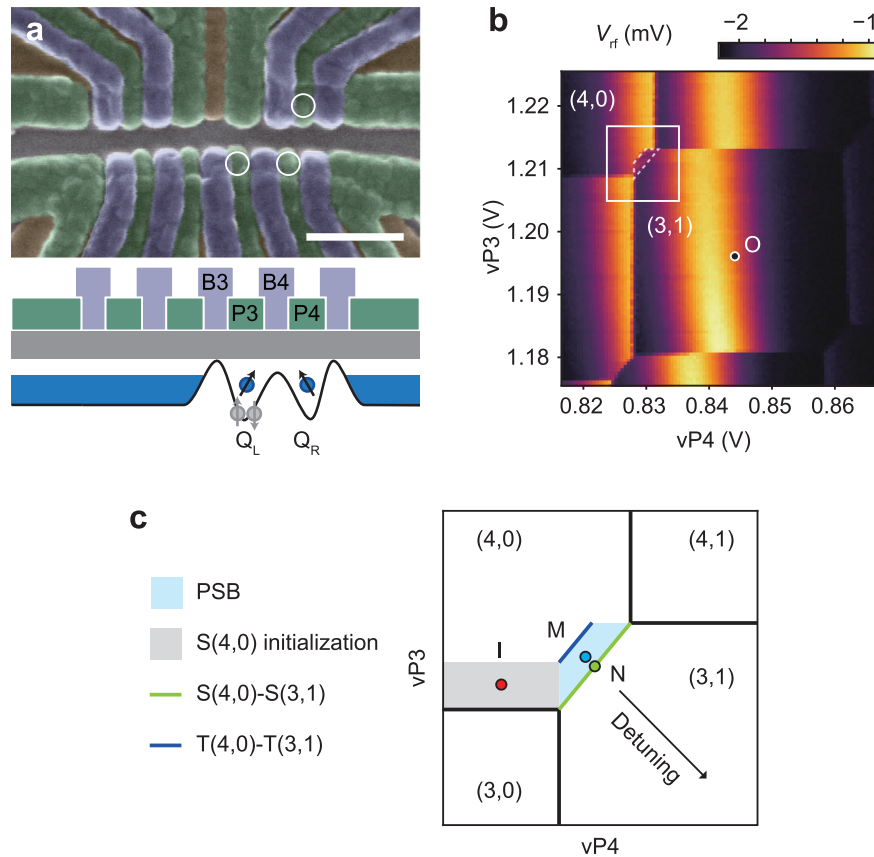 a
B3 B4
P3 P4
Q_L Q_R
b
V_rf (mV)
−2 −1
(4,0)
(3,1)
O
1.22
1.21
1.20
1.19
1.18
vP3 (V)
0.82 0.83 0.84 0.85 0.86
vP4 (V)
c
PSB
S(4,0) initialization
S(4,0)-S(3,1)
T(4,0)-T(3,1)
(4,0) (4,1)
M
I
N
(3,1)
Detuning
(3,0)
vP3
vP4